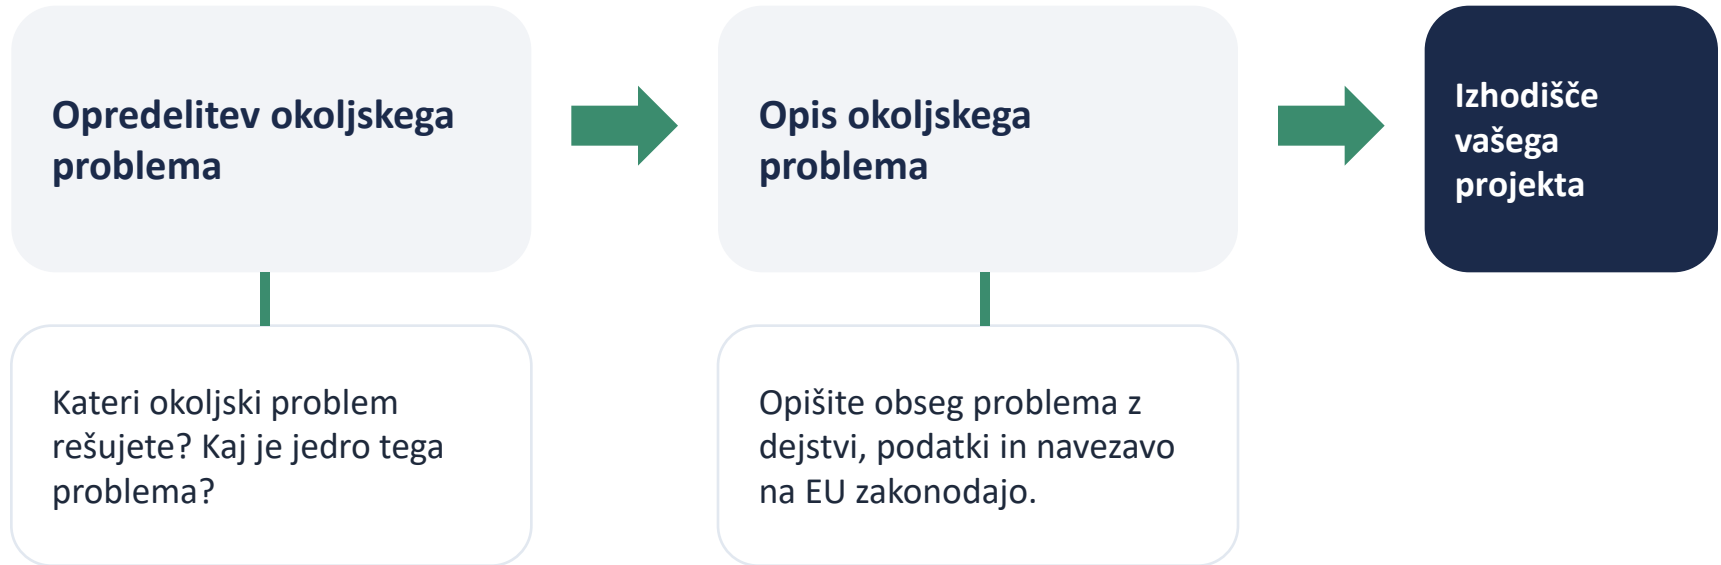 Opredelitev okoljskega
problema
Opis okoljskega
problema
Izhodišče
vašega
projekta
Kateri okoljski problem
rešujete? Kaj je jedro tega
problema?
Opišite obseg problema z
dejstvi, podatki in navezavo
na EU zakonodajo.